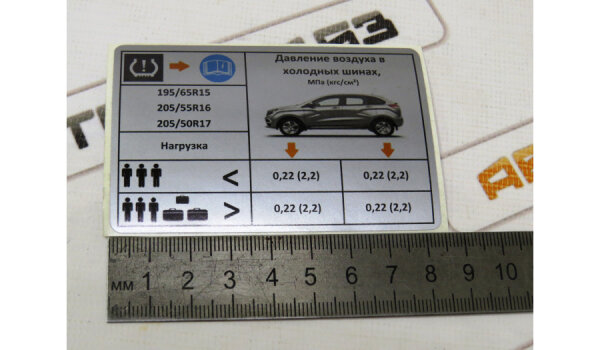 Давление воздуха в
холодных шинах,
МПа (кгс/см²)
195/65R15
205/55R16
205/50R17
Нагрузка
< 0,22 (2,2) 0,22 (2,2)
> 0,22 (2,2) 0,22 (2,2)
мм 1 2 3 4 5 6 7 8 9 10